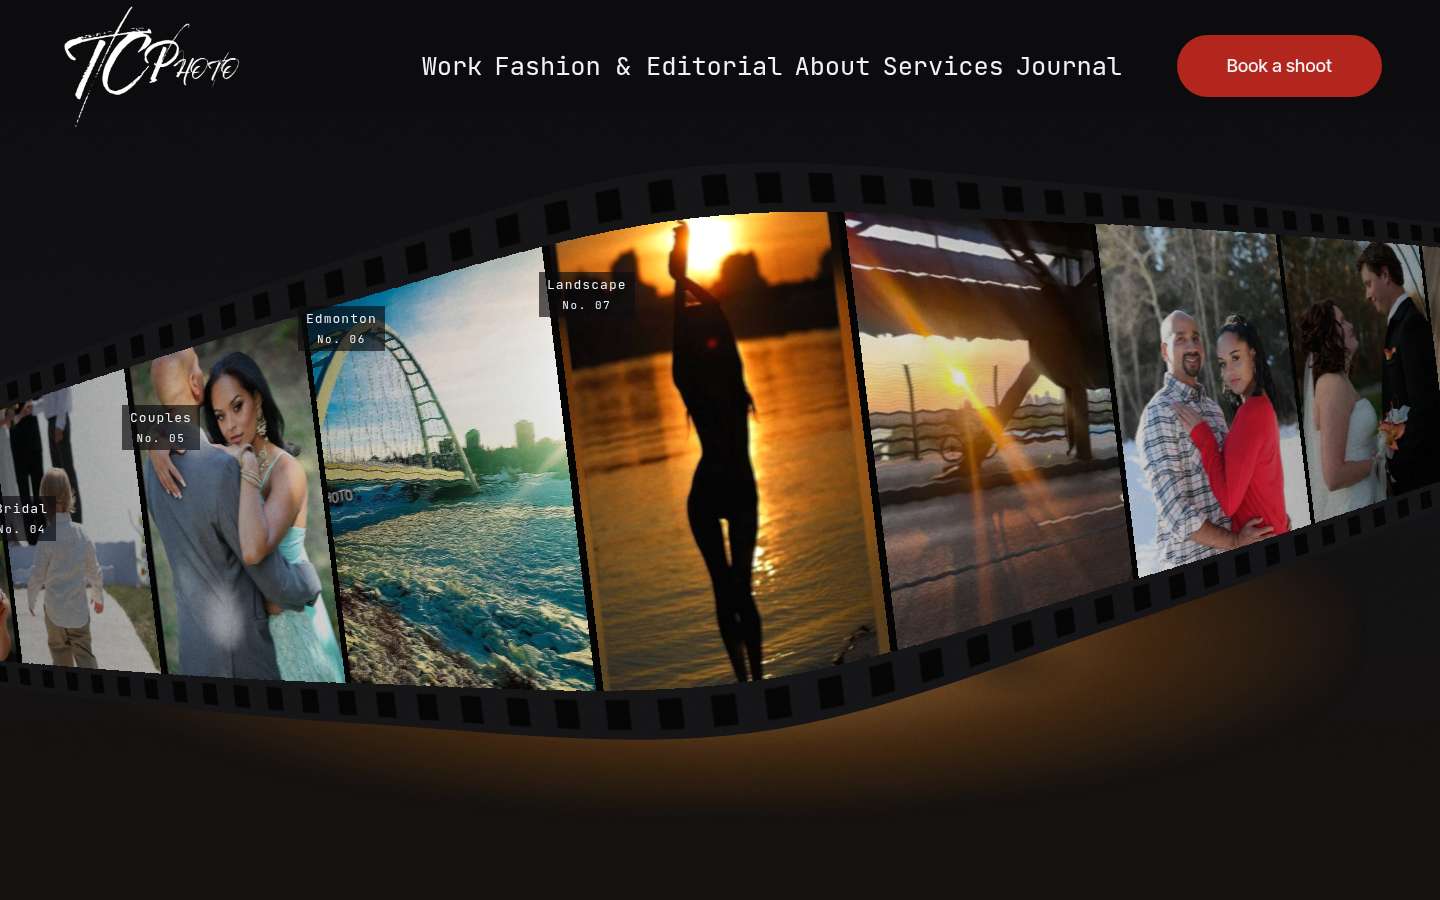 TCPHOTO
Work Fashion & Editorial About Services Journal
Book a shoot
Landscape
No. 07
Edmonton
No. 06
Couples
No. 05
Bridal
No. 04
HOTO